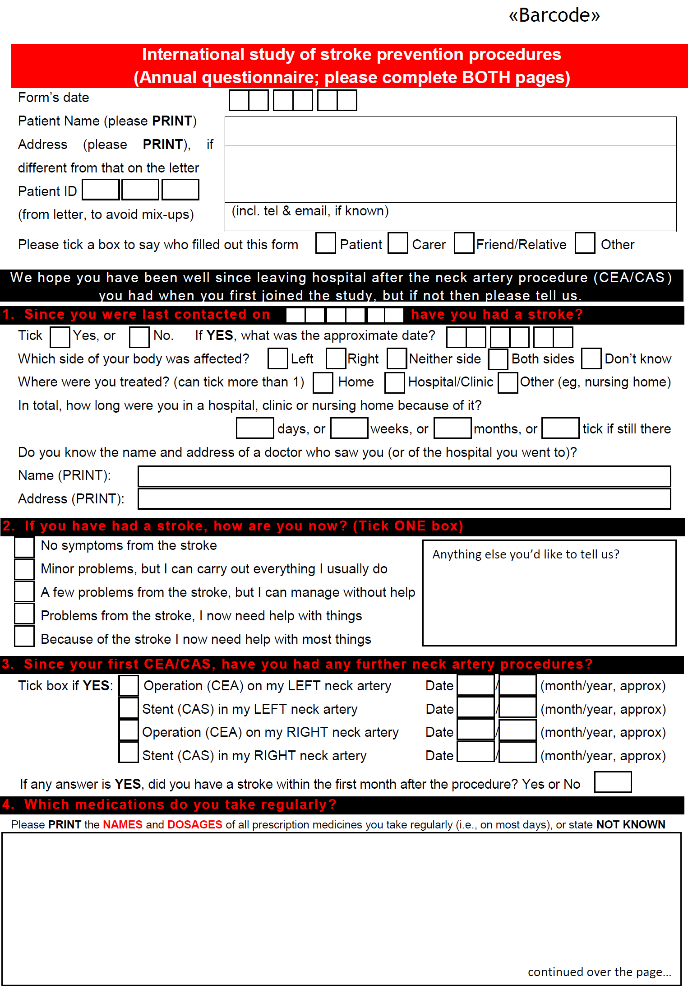 «Barcode»
International study of stroke prevention procedures
(Annual questionnaire; please complete BOTH pages)
Form’s date
Patient Name (please PRINT)
Address (please PRINT), if
different from that on the letter
Patient ID
(from letter, to avoid mix-ups)
(incl. tel & email, if known)
Please tick a box to say who filled out this form Patient Carer Friend/Relative Other
We hope you have been well since leaving hospital after the neck artery procedure (CEA/CAS)
you had when you first joined the study, but if not then please tell us.
1. Since you were last contacted on have you had a stroke?
Tick Yes, or No. If YES, what was the approximate date?
Which side of your body was affected? Left Right Neither side Both sides Don’t know
Where were you treated? (can tick more than 1) Home Hospital/Clinic Other (eg, nursing home)
In total, how long were you in a hospital, clinic or nursing home because of it?
days, or weeks, or months, or tick if still there
Do you know the name and address of a doctor who saw you (or of the hospital you went to)?
Name (PRINT):
Address (PRINT):
2. If you have had a stroke, how are you now? (Tick ONE box)
No symptoms from the stroke
Minor problems, but I can carry out everything I usually do
A few problems from the stroke, but I can manage without help
Problems from the stroke, I now need help with things
Because of the stroke I now need help with most things
Anything else you’d like to tell us?
3. Since your first CEA/CAS, have you had any further neck artery procedures?
Tick box if YES: Operation (CEA) on my LEFT neck artery Date / (month/year, approx)
Stent (CAS) in my LEFT neck artery Date / (month/year, approx)
Operation (CEA) on my RIGHT neck artery Date / (month/year, approx)
Stent (CAS) in my RIGHT neck artery Date / (month/year, approx)
If any answer is YES, did you have a stroke within the first month after the procedure? Yes or No
4. Which medications do you take regularly?
Please PRINT the NAMES and DOSAGES of all prescription medicines you take regularly (i.e., on most days), or state NOT KNOWN
continued over the page...